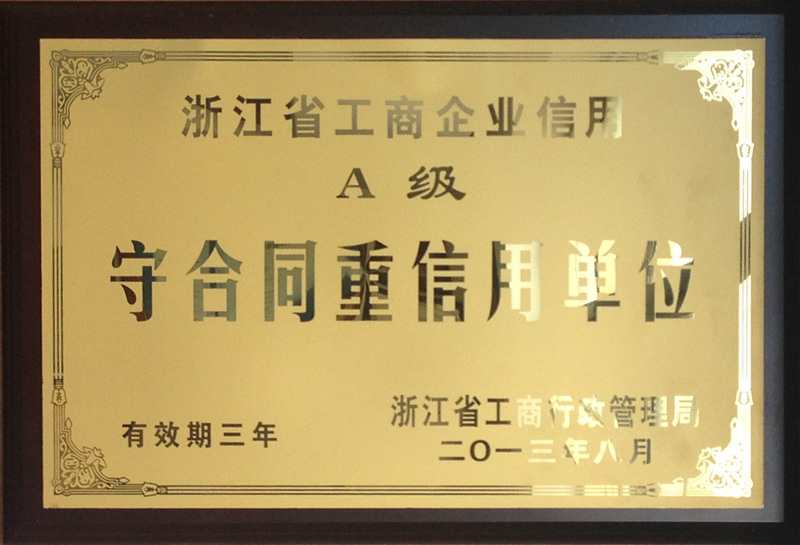 浙江省工商企业信用
A 级
守合同重信用单位
有效期三年
浙江省工商行政管理局
二〇一三年八月